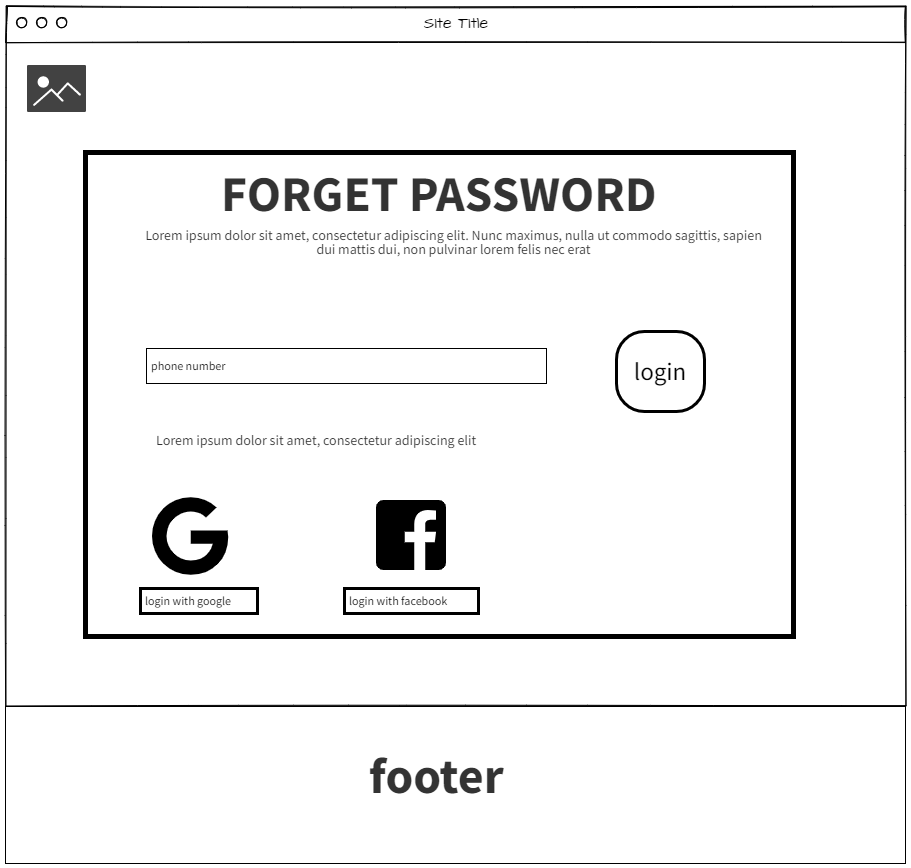 Site Title
FORGET PASSWORD
Lorem ipsum dolor sit amet, consectetur adipiscing elit. Nunc maximus, nulla ut commodo sagittis, sapien
dui mattis dui, non pulvinar lorem felis nec erat
phone number
login
Lorem ipsum dolor sit amet, consectetur adipiscing elit
login with google
login with facebook
footer